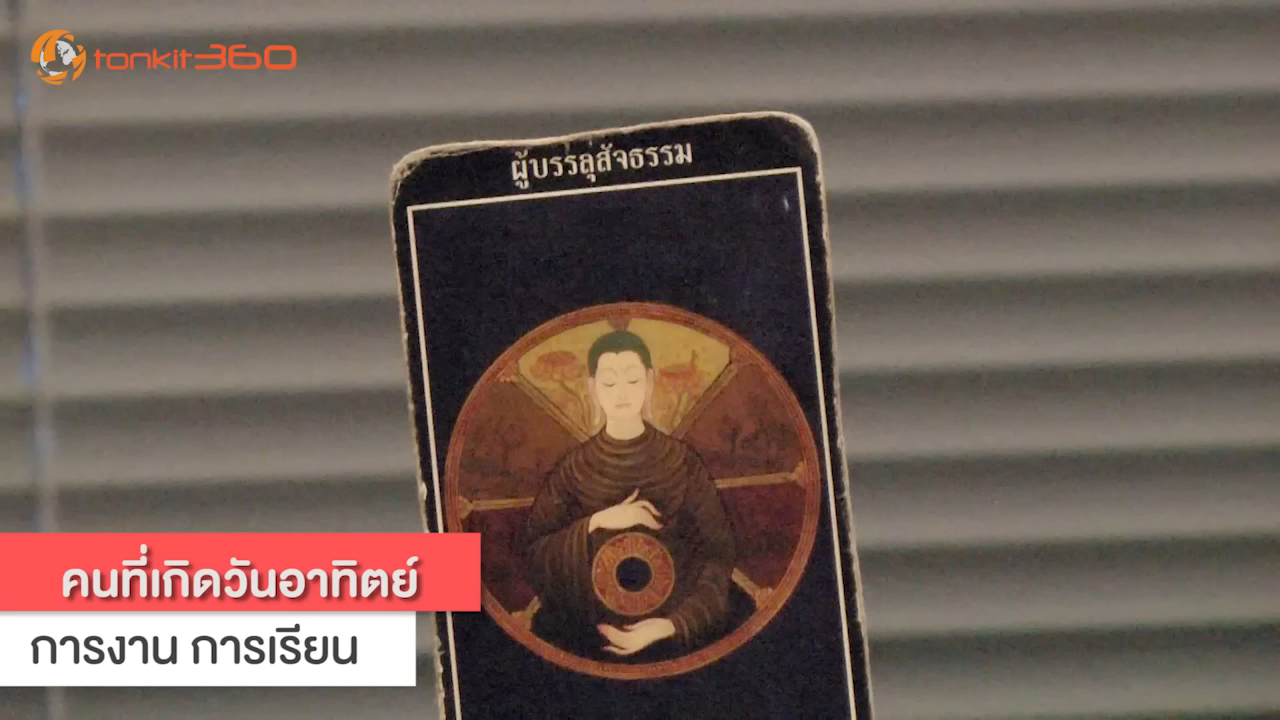 tonkit360
ผู้บรรลุสัจธรรม
คนที่เกิดวันอาทิตย์
การงาน การเรียน